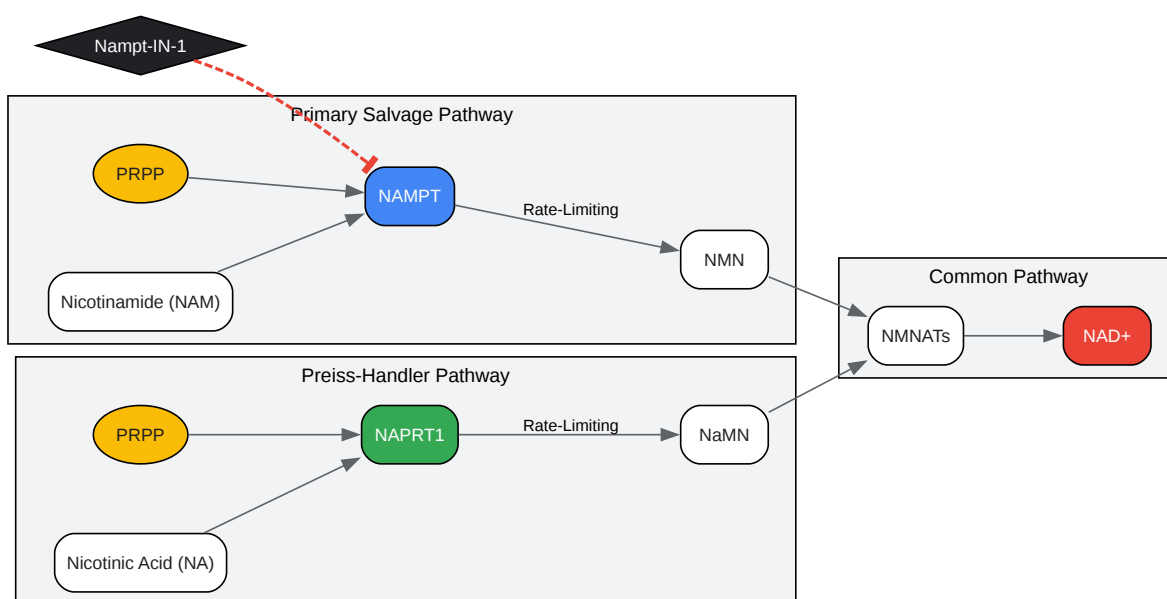 Nampt-IN-1
Primary Salvage Pathway
PRPP
NAMPT
Rate-Limiting
NMN
Nicotinamide (NAM)
Common Pathway
NMNATs
NAD+
Preiss-Handler Pathway
PRPP
NAPRT1
Rate-Limiting
NaMN
Nicotinic Acid (NA)